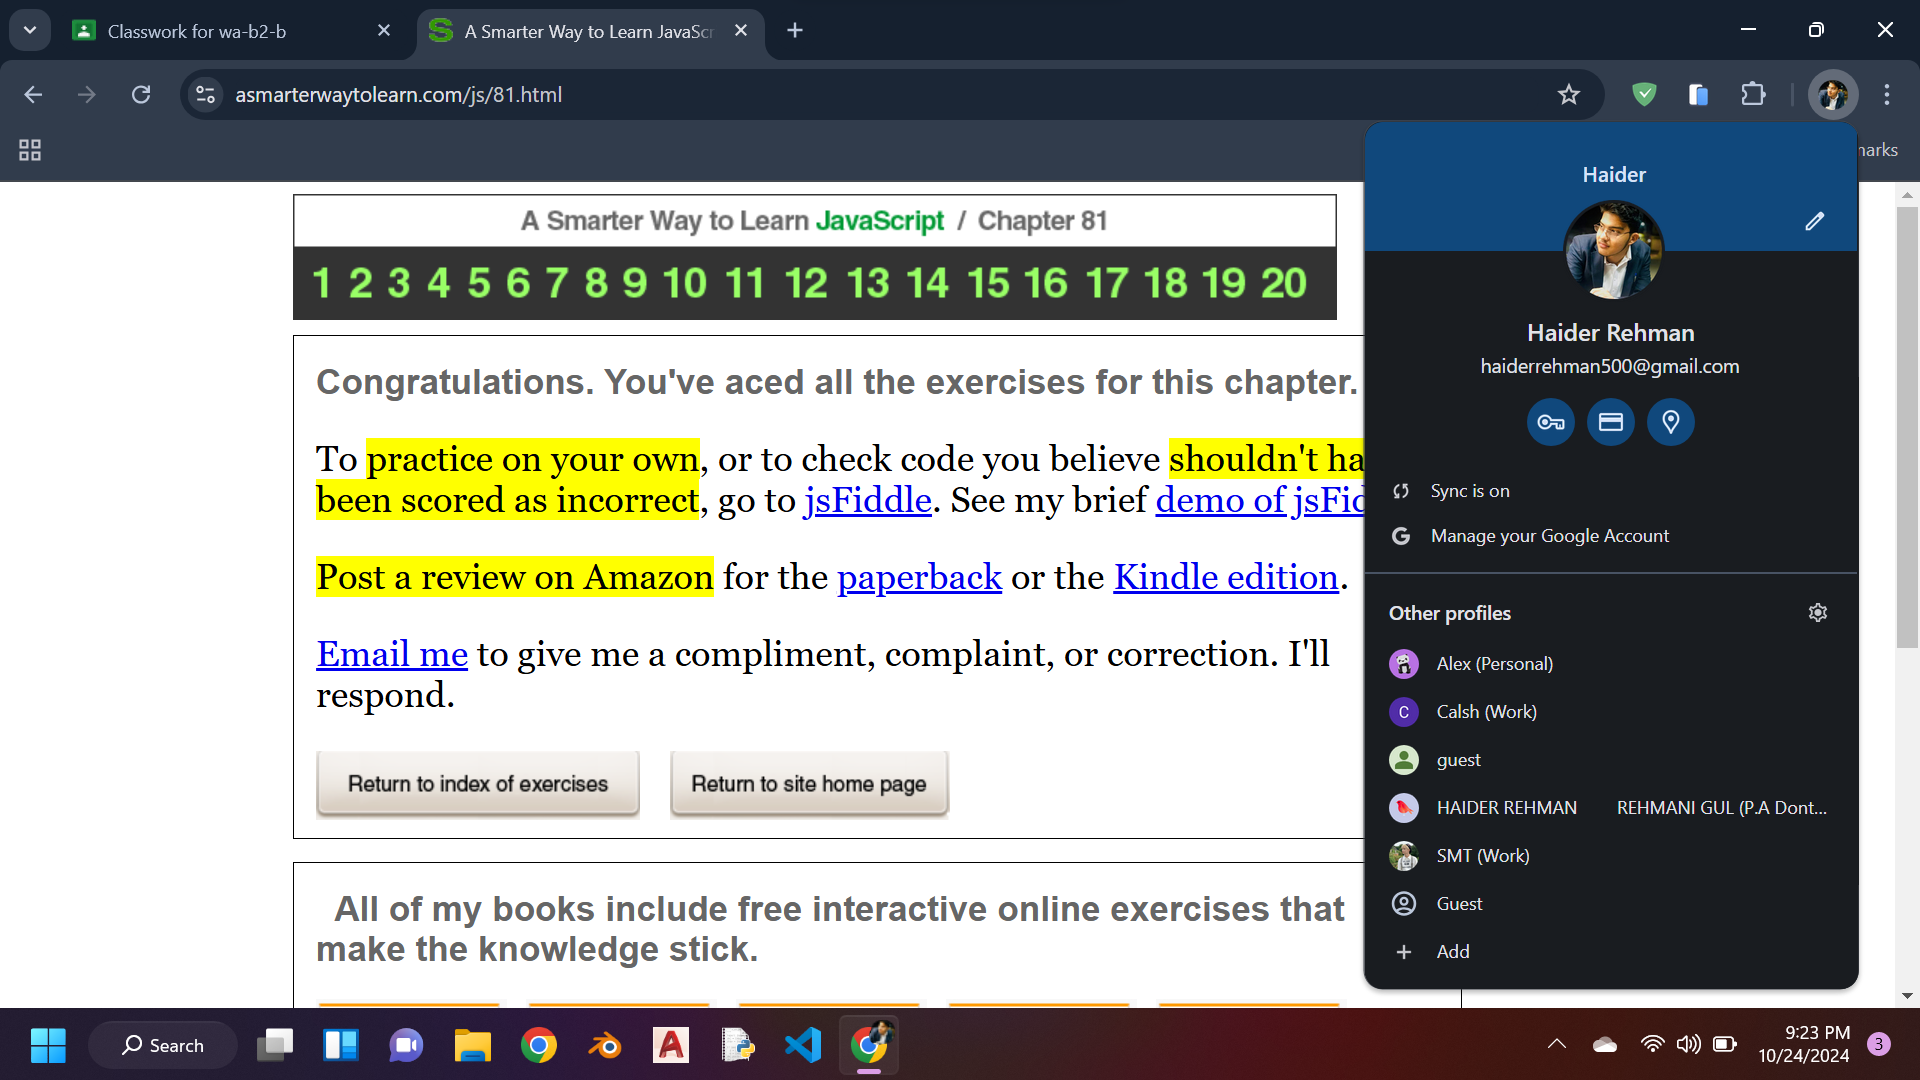 Classwork for wa-b2-b
A Smarter Way to Learn JavaScr
asmarterwaytolearn.com/js/81.html
narks
A Smarter Way to Learn JavaScript / Chapter 81
1 2 3 4 5 6 7 8 9 10 11 12 13 14 15 16 17 18 19 20
Congratulations. You've aced all the exercises for this chapter.
To practice on your own, or to check code you believe shouldn't ha
been scored as incorrect, go to jsFiddle. See my brief demo of jsFid
Post a review on Amazon for the paperback or the Kindle edition.
Email me to give me a compliment, complaint, or correction. I'll
respond.
Return to index of exercises
Return to site home page
All of my books include free interactive online exercises that
make the knowledge stick.
Haider
Haider Rehman
haiderrehman500@gmail.com
Sync is on
Manage your Google Account
Other profiles
Alex (Personal)
C
Calsh (Work)
guest
HAIDER REHMAN REHMANI GUL (P.A Dont...
SMT (Work)
Guest
Add
Search
9:23 PM
10/24/2024
3